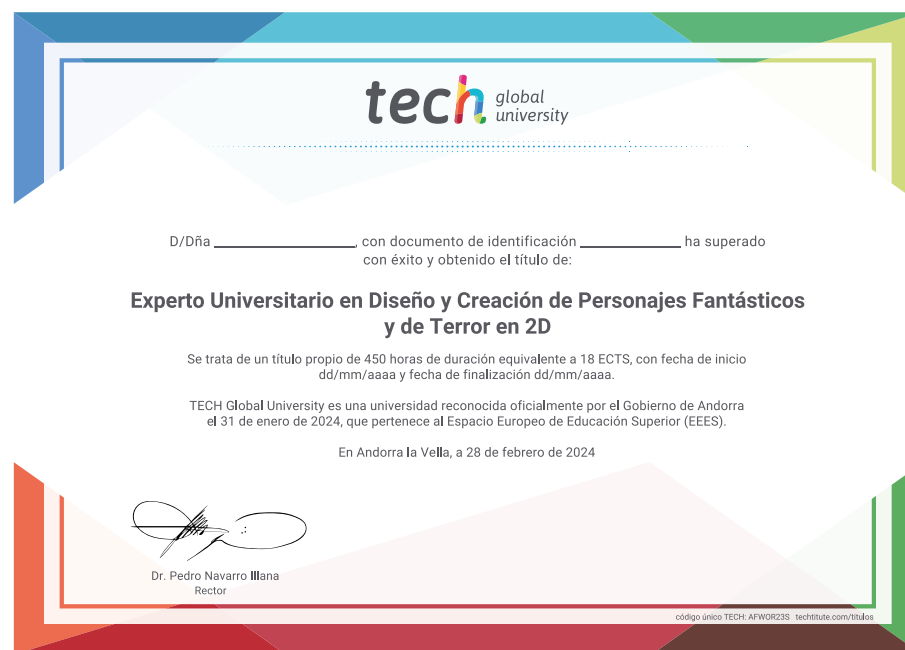 tech global
university
D/Dña ____________, con documento de identificación ____________ ha superado
con éxito y obtenido el título de:
Experto Universitario en Diseño y Creación de Personajes Fantásticos
y de Terror en 2D
Se trata de un título propio de 450 horas de duración equivalente a 18 ECTS, con fecha de inicio
dd/mm/aaaa y fecha de finalización dd/mm/aaaa.
TECH Global University es una universidad reconocida oficialmente por el Gobierno de Andorra
el 31 de enero de 2024, que pertenece al Espacio Europeo de Educación Superior (EEES).
En Andorra la Vella, a 28 de febrero de 2024
Dr. Pedro Navarro Illana
Rector
código único TECH: AFWOR23S techtitute.com/titulos